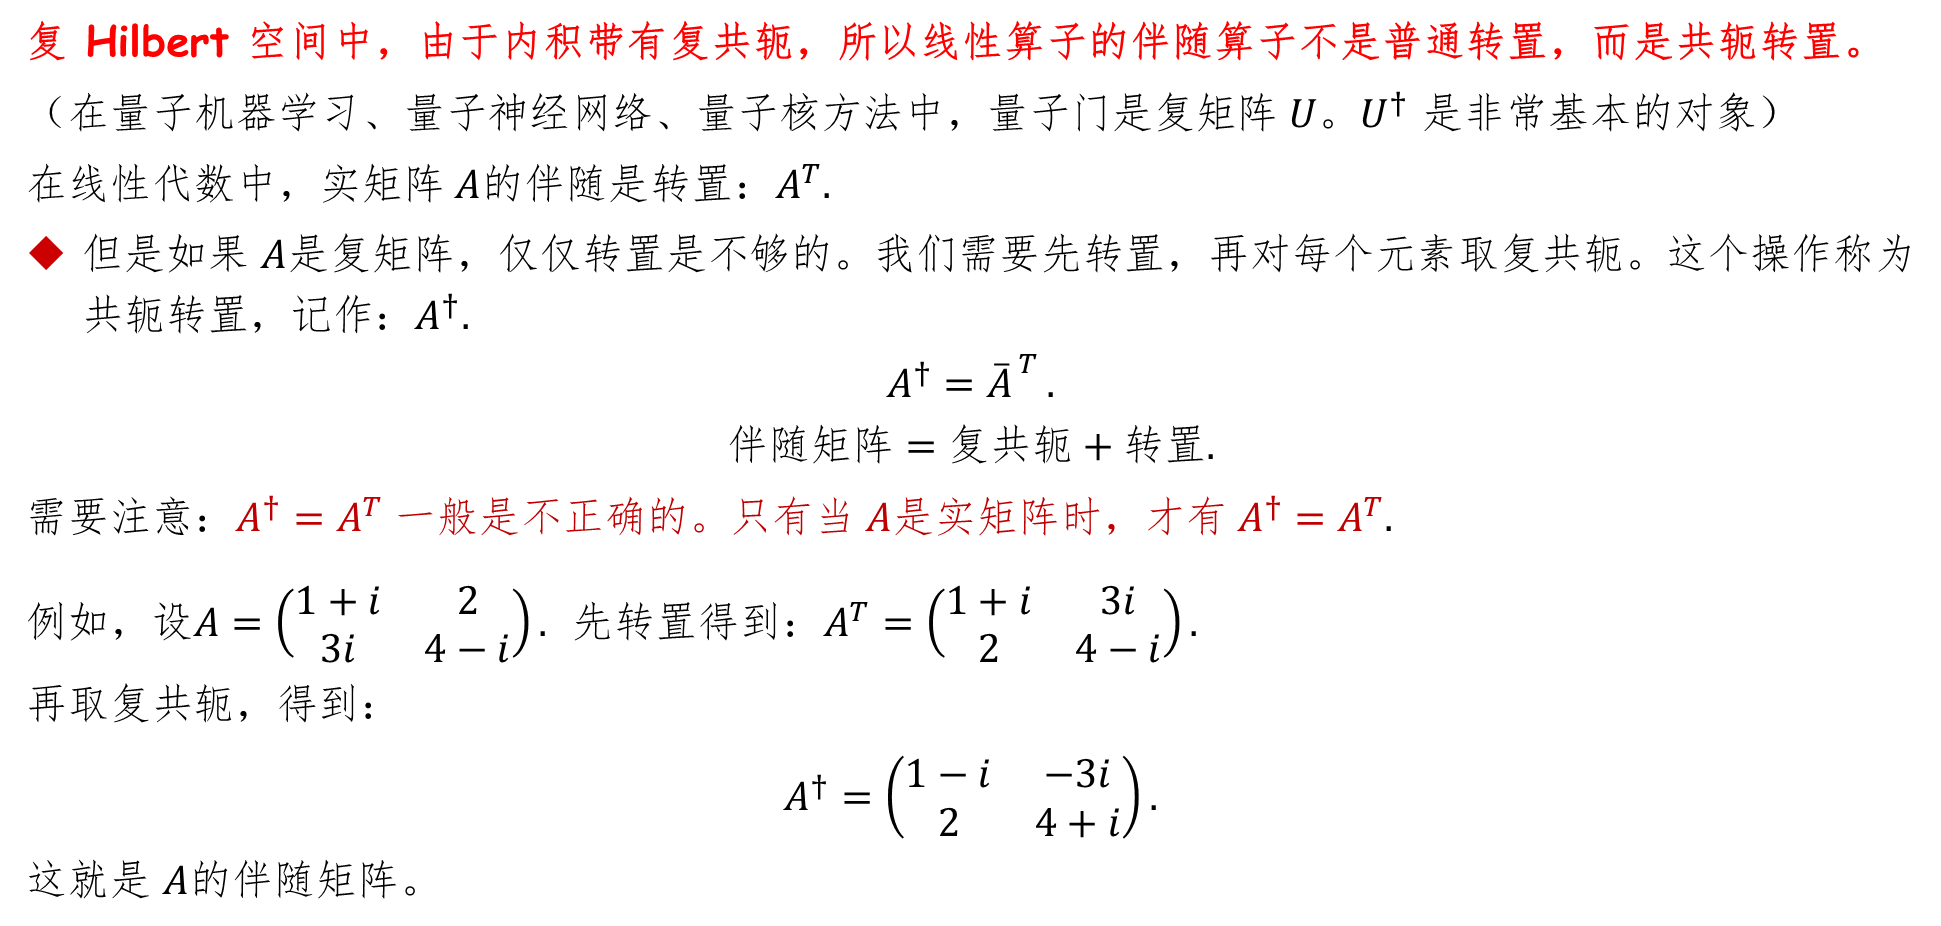 复 Hilbert 空间中，由于内积带有复共轭，所以线性算子的伴随算子不是普通转置，而是共轭转置。
（在量子机器学习、量子神经网络、量子核方法中，量子门是复矩阵 U。U† 是非常基本的对象）
在线性代数中，实矩阵 A的伴随是转置：Aᵀ.
◆ 但是如果 A是复矩阵，仅仅转置是不够的。我们需要先转置，再对每个元素取复共轭。这个操作称为
共轭转置，记作：A†.
A† = Āᵀ.
伴随矩阵 = 复共轭 + 转置.
需要注意：A† = Aᵀ 一般是不正确的。只有当 A是实矩阵时，才有 A† = Aᵀ.
例如，设A = (1 + i 2; 3i 4 − i). 先转置得到：Aᵀ = (1 + i 3i; 2 4 − i).
再取复共轭，得到：
A† = (1 − i −3i; 2 4 + i).
这就是 A的伴随矩阵。